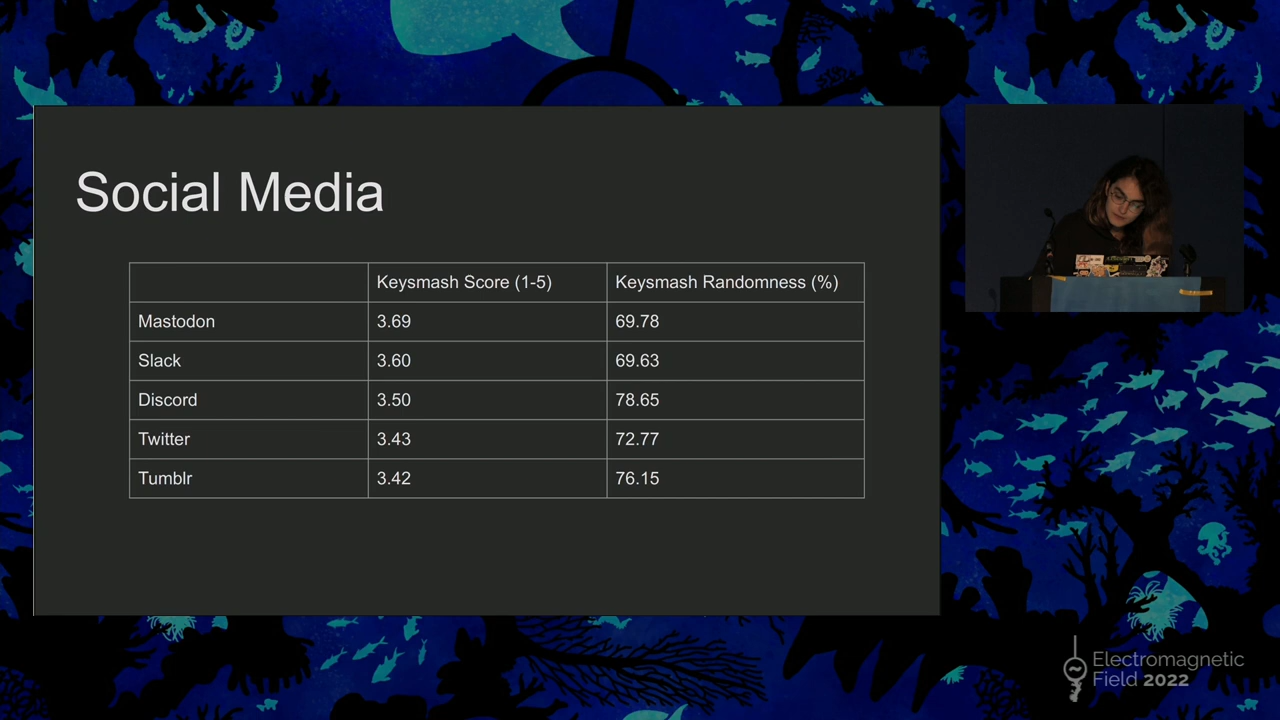 Social Media
Keysmash Score (1-5) Keysmash Randomness (%)
Mastodon 3.69 69.78
Slack 3.60 69.63
Discord 3.50 78.65
Twitter 3.43 72.77
Tumblr 3.42 76.15
Electromagnetic
Field 2022